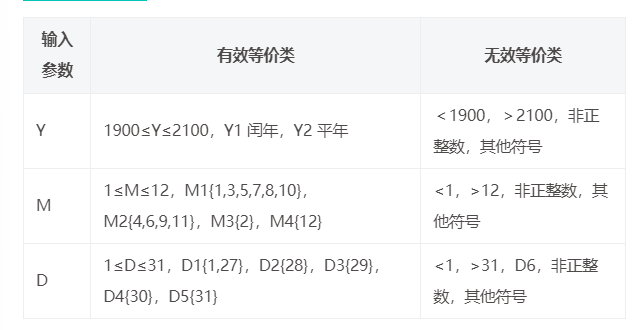 输入
参数
有效等价类
无效等价类
Y
1900≤Y≤2100，Y1 闰年，Y2 平年
＜1900，＞2100，非正
整数，其他符号
M
1≤M≤12，M1{1,3,5,7,8,10}，
M2{4,6,9,11}，M3{2}，M4{12}
<1，>12，非正整数，其
他符号
D
1≤D≤31，D1{1,27}，D2{28}，D3{29}，
D4{30}，D5{31}
<1，>31，D6，非正整
数，其他符号